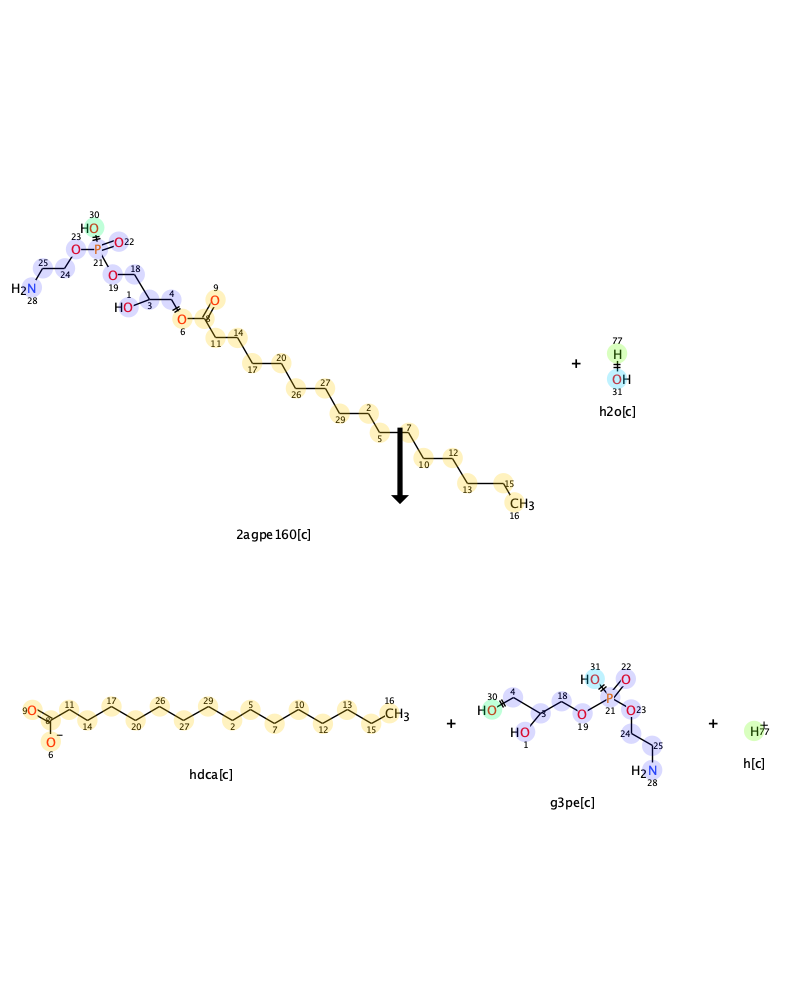 30
HO
23
O P O 22
25
21
18
24
O
H₂N
19
28
1
4
9
HO
3
O
O
6
8
11
14
17
20
26
27
29
2
5
7
10
12
13
15
CH₃
16
2agpe160[c]
+
77
H
OH
31
h2o[c]
9O
8
11
14
17
20
26
27
29
2
5
7
10
12
13
15
16
CH₃
O⁻
6
hdca[c]
+
30
HO
4
3
HO
1
18
O
19
31
HO
22
O
P
21
O23
24
25
H₂N
28
g3pe[c]
+
H⁺77
h[c]